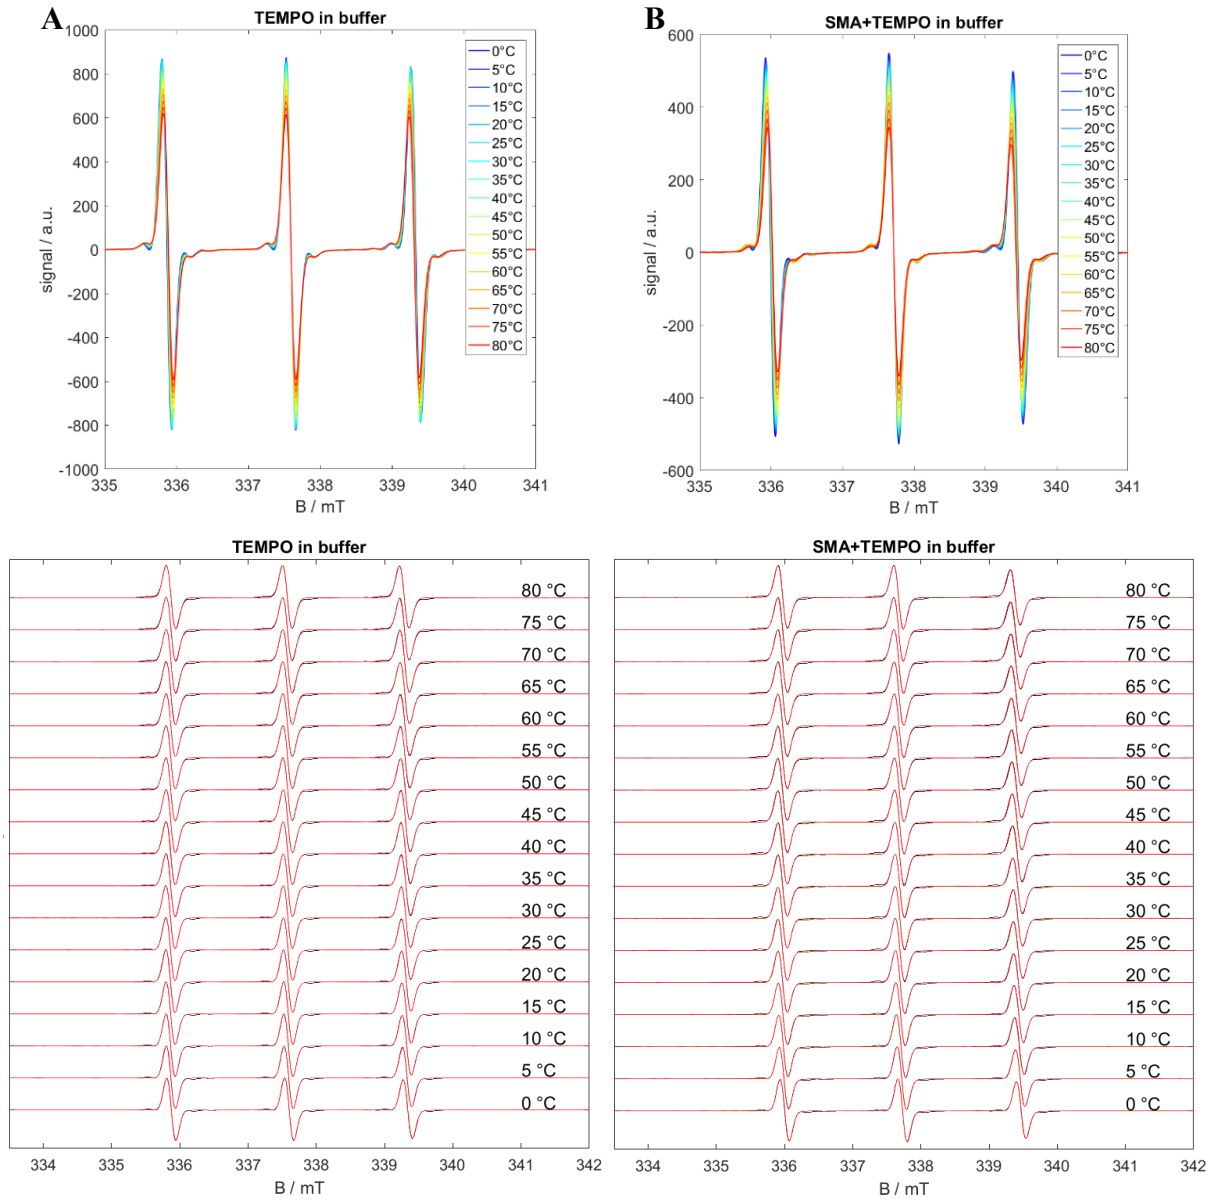 A
TEMPO in buffer
1000
800
600
400
200
0
-200
-400
-600
-800
-1000
signal / a.u.
0°C
5°C
10°C
15°C
20°C
25°C
30°C
35°C
40°C
45°C
50°C
55°C
60°C
65°C
70°C
75°C
80°C
335 336 337 338 339 340 341
B / mT
B
SMA+TEMPO in buffer
600
400
200
0
-200
-400
-600
signal / a.u.
0°C
5°C
10°C
15°C
20°C
25°C
30°C
35°C
40°C
45°C
50°C
55°C
60°C
65°C
70°C
75°C
80°C
335 336 337 338 339 340 341
B / mT
TEMPO in buffer
80 °C
75 °C
70 °C
65 °C
60 °C
55 °C
50 °C
45 °C
40 °C
35 °C
30 °C
25 °C
20 °C
15 °C
10 °C
5 °C
0 °C
334 335 336 337 338 339 340 341 342
B / mT
SMA+TEMPO in buffer
80 °C
75 °C
70 °C
65 °C
60 °C
55 °C
50 °C
45 °C
40 °C
35 °C
30 °C
25 °C
20 °C
15 °C
10 °C
5 °C
0 °C
334 335 336 337 338 339 340 341 342
B / mT